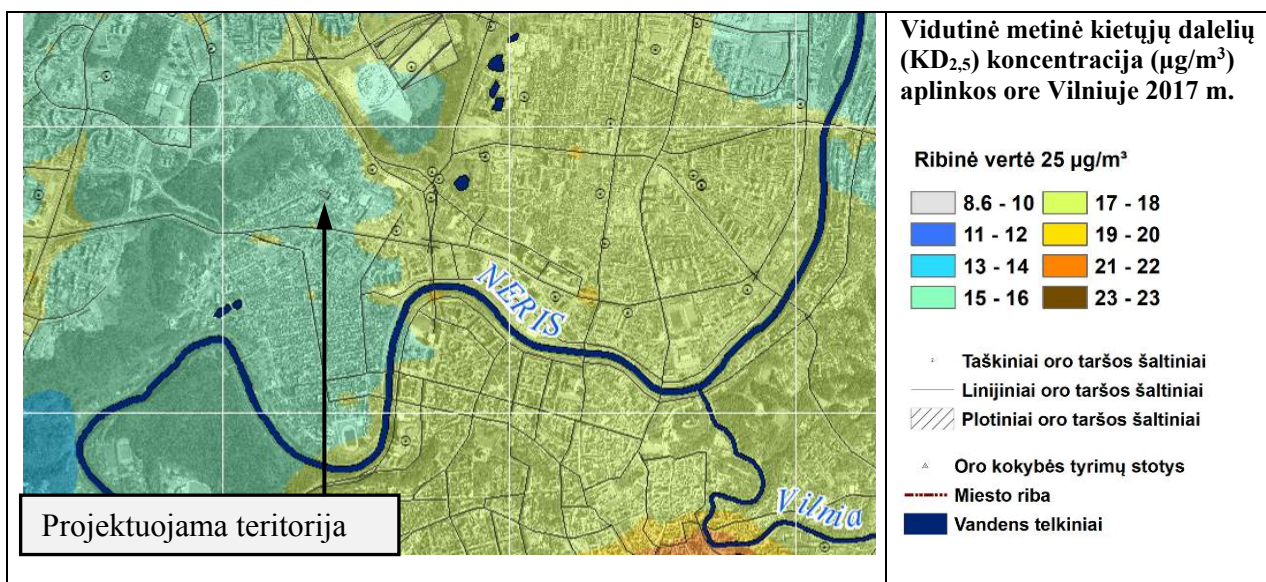 Vidutinė metinė kietųjų dalelių
(KD2,5) koncentracija (µg/m³)
aplinkos ore Vilniuje 2017 m.
Ribinė vertė 25 µg/m³
8.6 - 10 17 - 18
11 - 12 19 - 20
13 - 14 21 - 22
15 - 16 23 - 23
Taškiniai oro taršos šaltiniai
Linijiniai oro taršos šaltiniai
Plotiniai oro taršos šaltiniai
Oro kokybės tyrimų stotys
Miesto riba
Vandens telkiniai
NERIS
Vilnia
Projektuojama teritorija